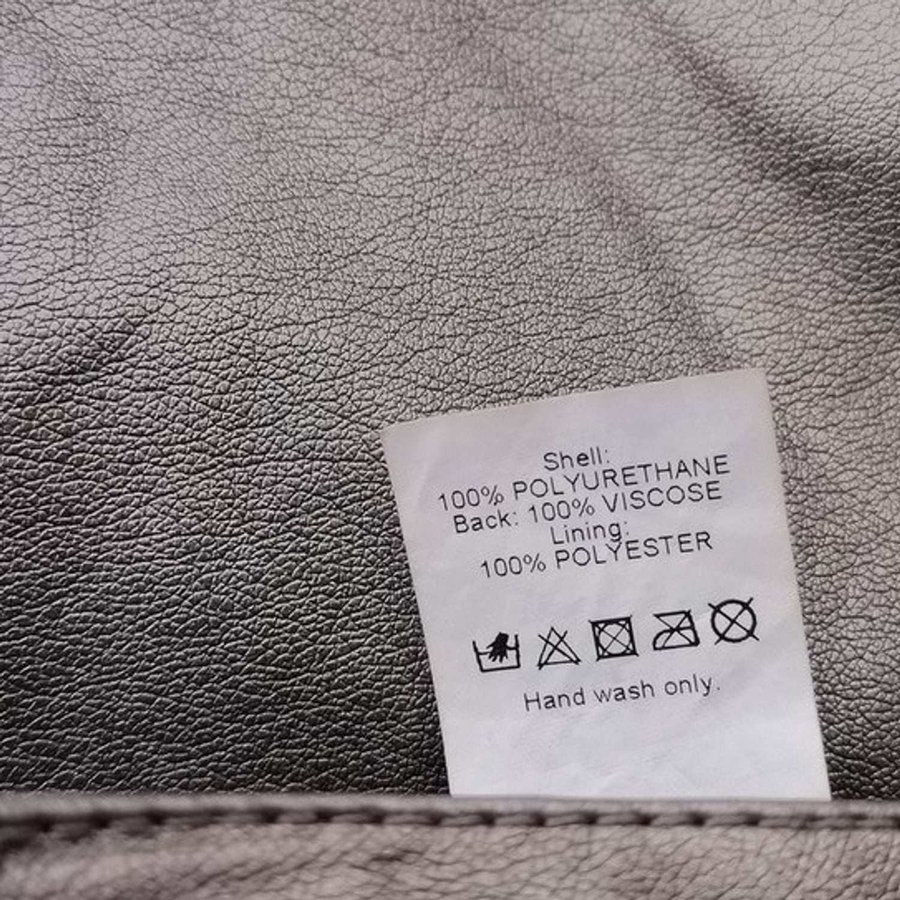 Shell:
100% POLYURETHANE
Back: 100% VISCOSE
Lining:
100% POLYESTER
Hand wash only.